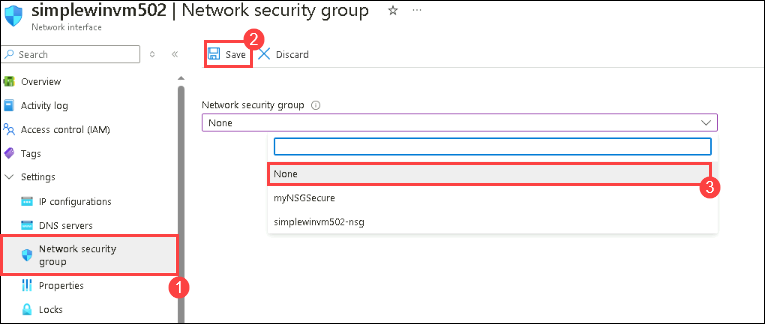 simplewinvm502 | Network security group ☆ ···
Network interface
Search
«
2
Save
Discard
Overview
Activity log
Access control (IAM)
Tags
Settings
IP configurations
DNS servers
Network security
group
1
Properties
Locks
Network security group
None
None
3
myNSGSecure
simplewinvm502-nsg